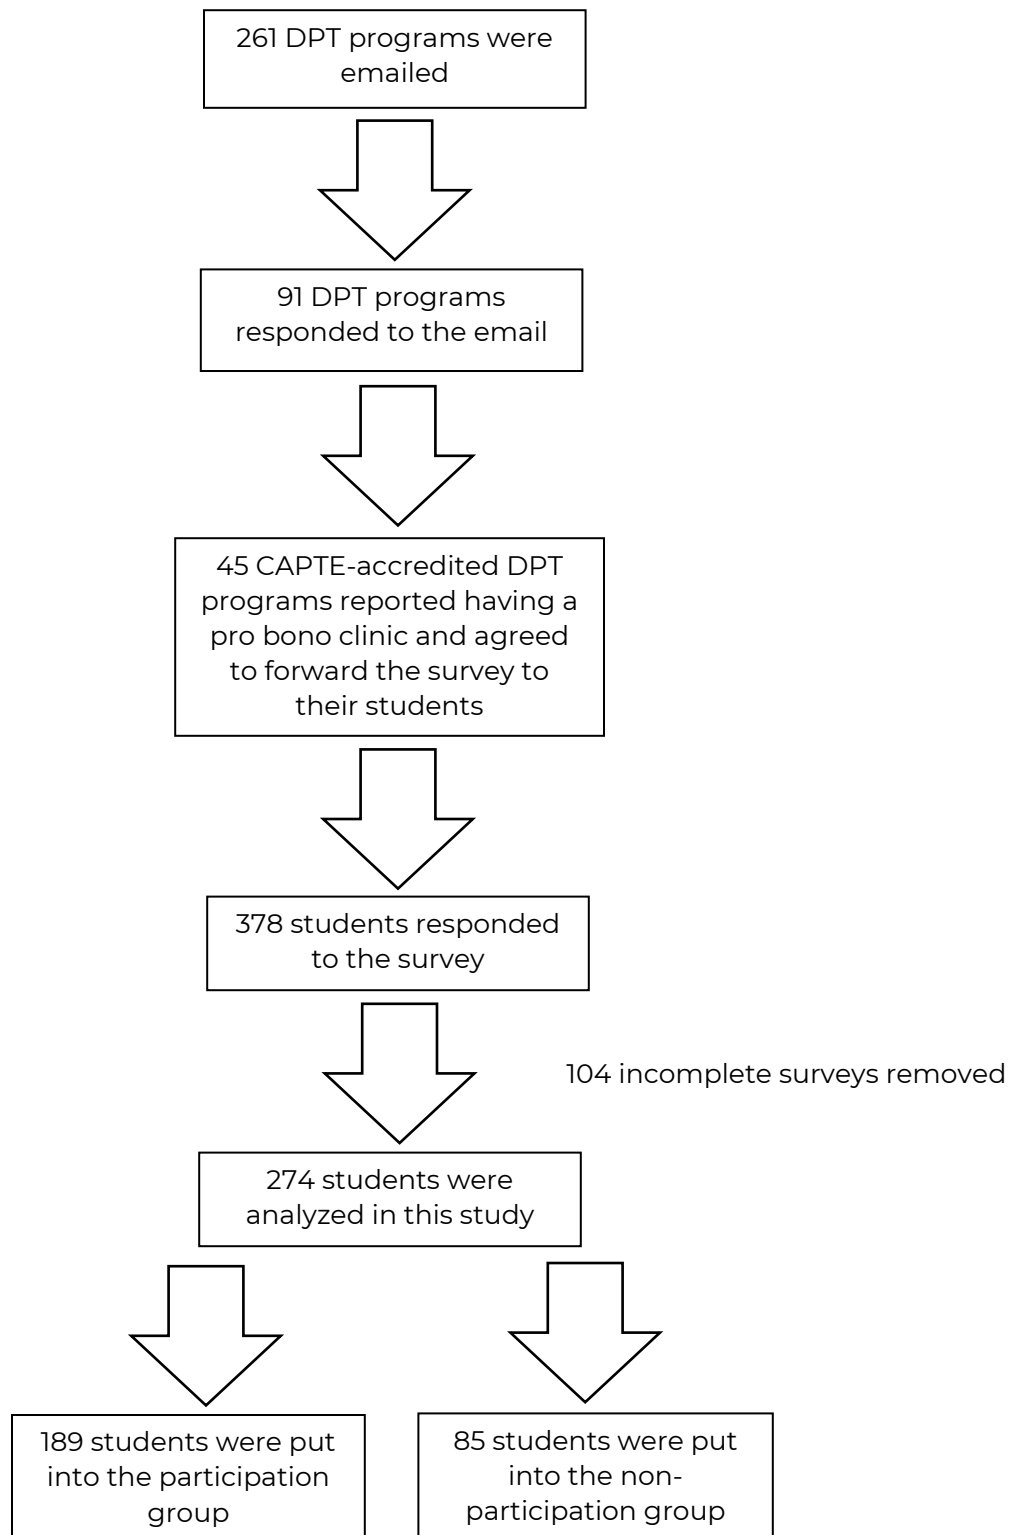 261 DPT programs were
emailed
91 DPT programs
responded to the email
45 CAPTE-accredited DPT
programs reported having a
pro bono clinic and agreed
to forward the survey to
their students
378 students responded
to the survey
104 incomplete surveys removed
274 students were
analyzed in this study
189 students were put
into the participation
group
85 students were put
into the non-
participation group